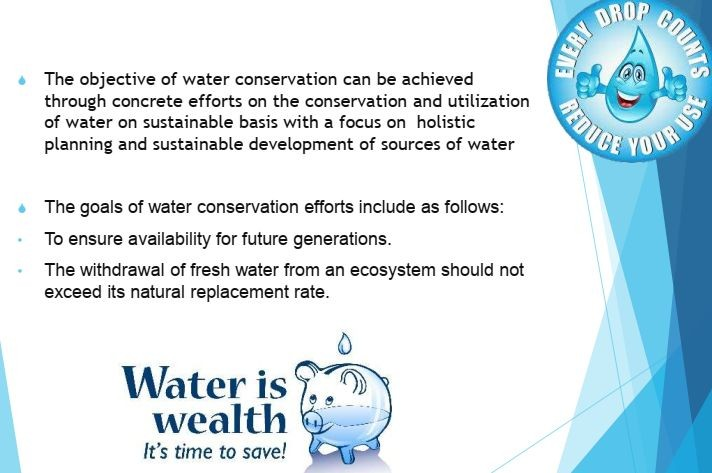 EVERY DROP COUNTS
REDUCE YOUR USE
The objective of water conservation can be achieved
through concrete efforts on the conservation and utilization
of water on sustainable basis with a focus on holistic
planning and sustainable development of sources of water
The goals of water conservation efforts include as follows:
To ensure availability for future generations.
The withdrawal of fresh water from an ecosystem should not
exceed its natural replacement rate.
Water is
wealth
It's time to save!